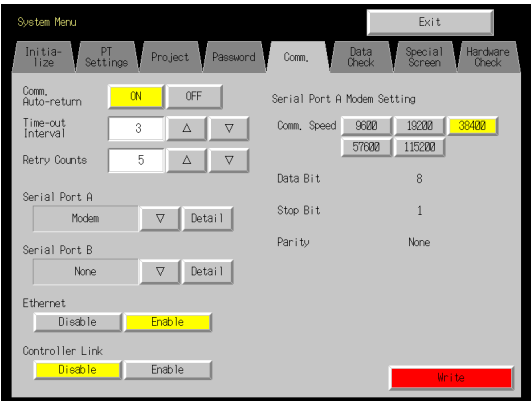 System Menu
Exit
Initia-
lize
PT
Settings
Project
Password
Comm.
Data
Check
Special
Screen
Hardware
Check
Comm.
Auto-return
ON
OFF
Time-out
Interval
3
Retry Counts
5
Serial Port A
Modem
Detail
Serial Port B
None
Detail
Ethernet
Disable
Enable
Controller Link
Disable
Enable
Serial Port A Modem Setting
Comm. Speed
9600
19200
38400
57600
115200
Data Bit
8
Stop Bit
1
Parity
None
Write